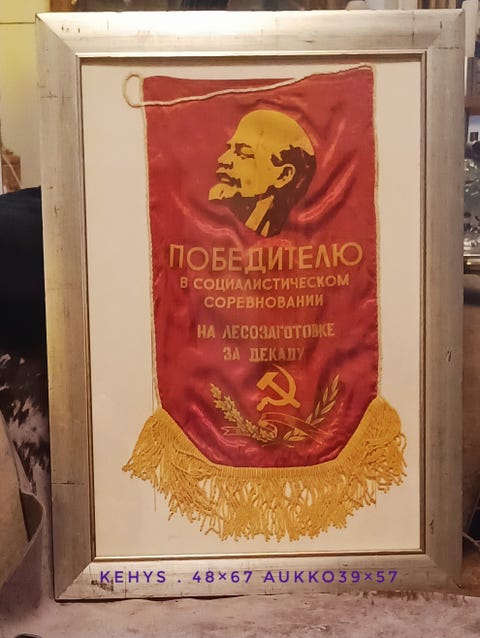 ПОБЕДИТЕЛЮ
В СОЦИАЛИСТИЧЕСКОМ
СОРЕВНОВАНИИ
НА ЛЕСОЗАГОТОВКЕ
ЗА ДЕКАДУ
KEHYS . 48×67 AUKKO39×57